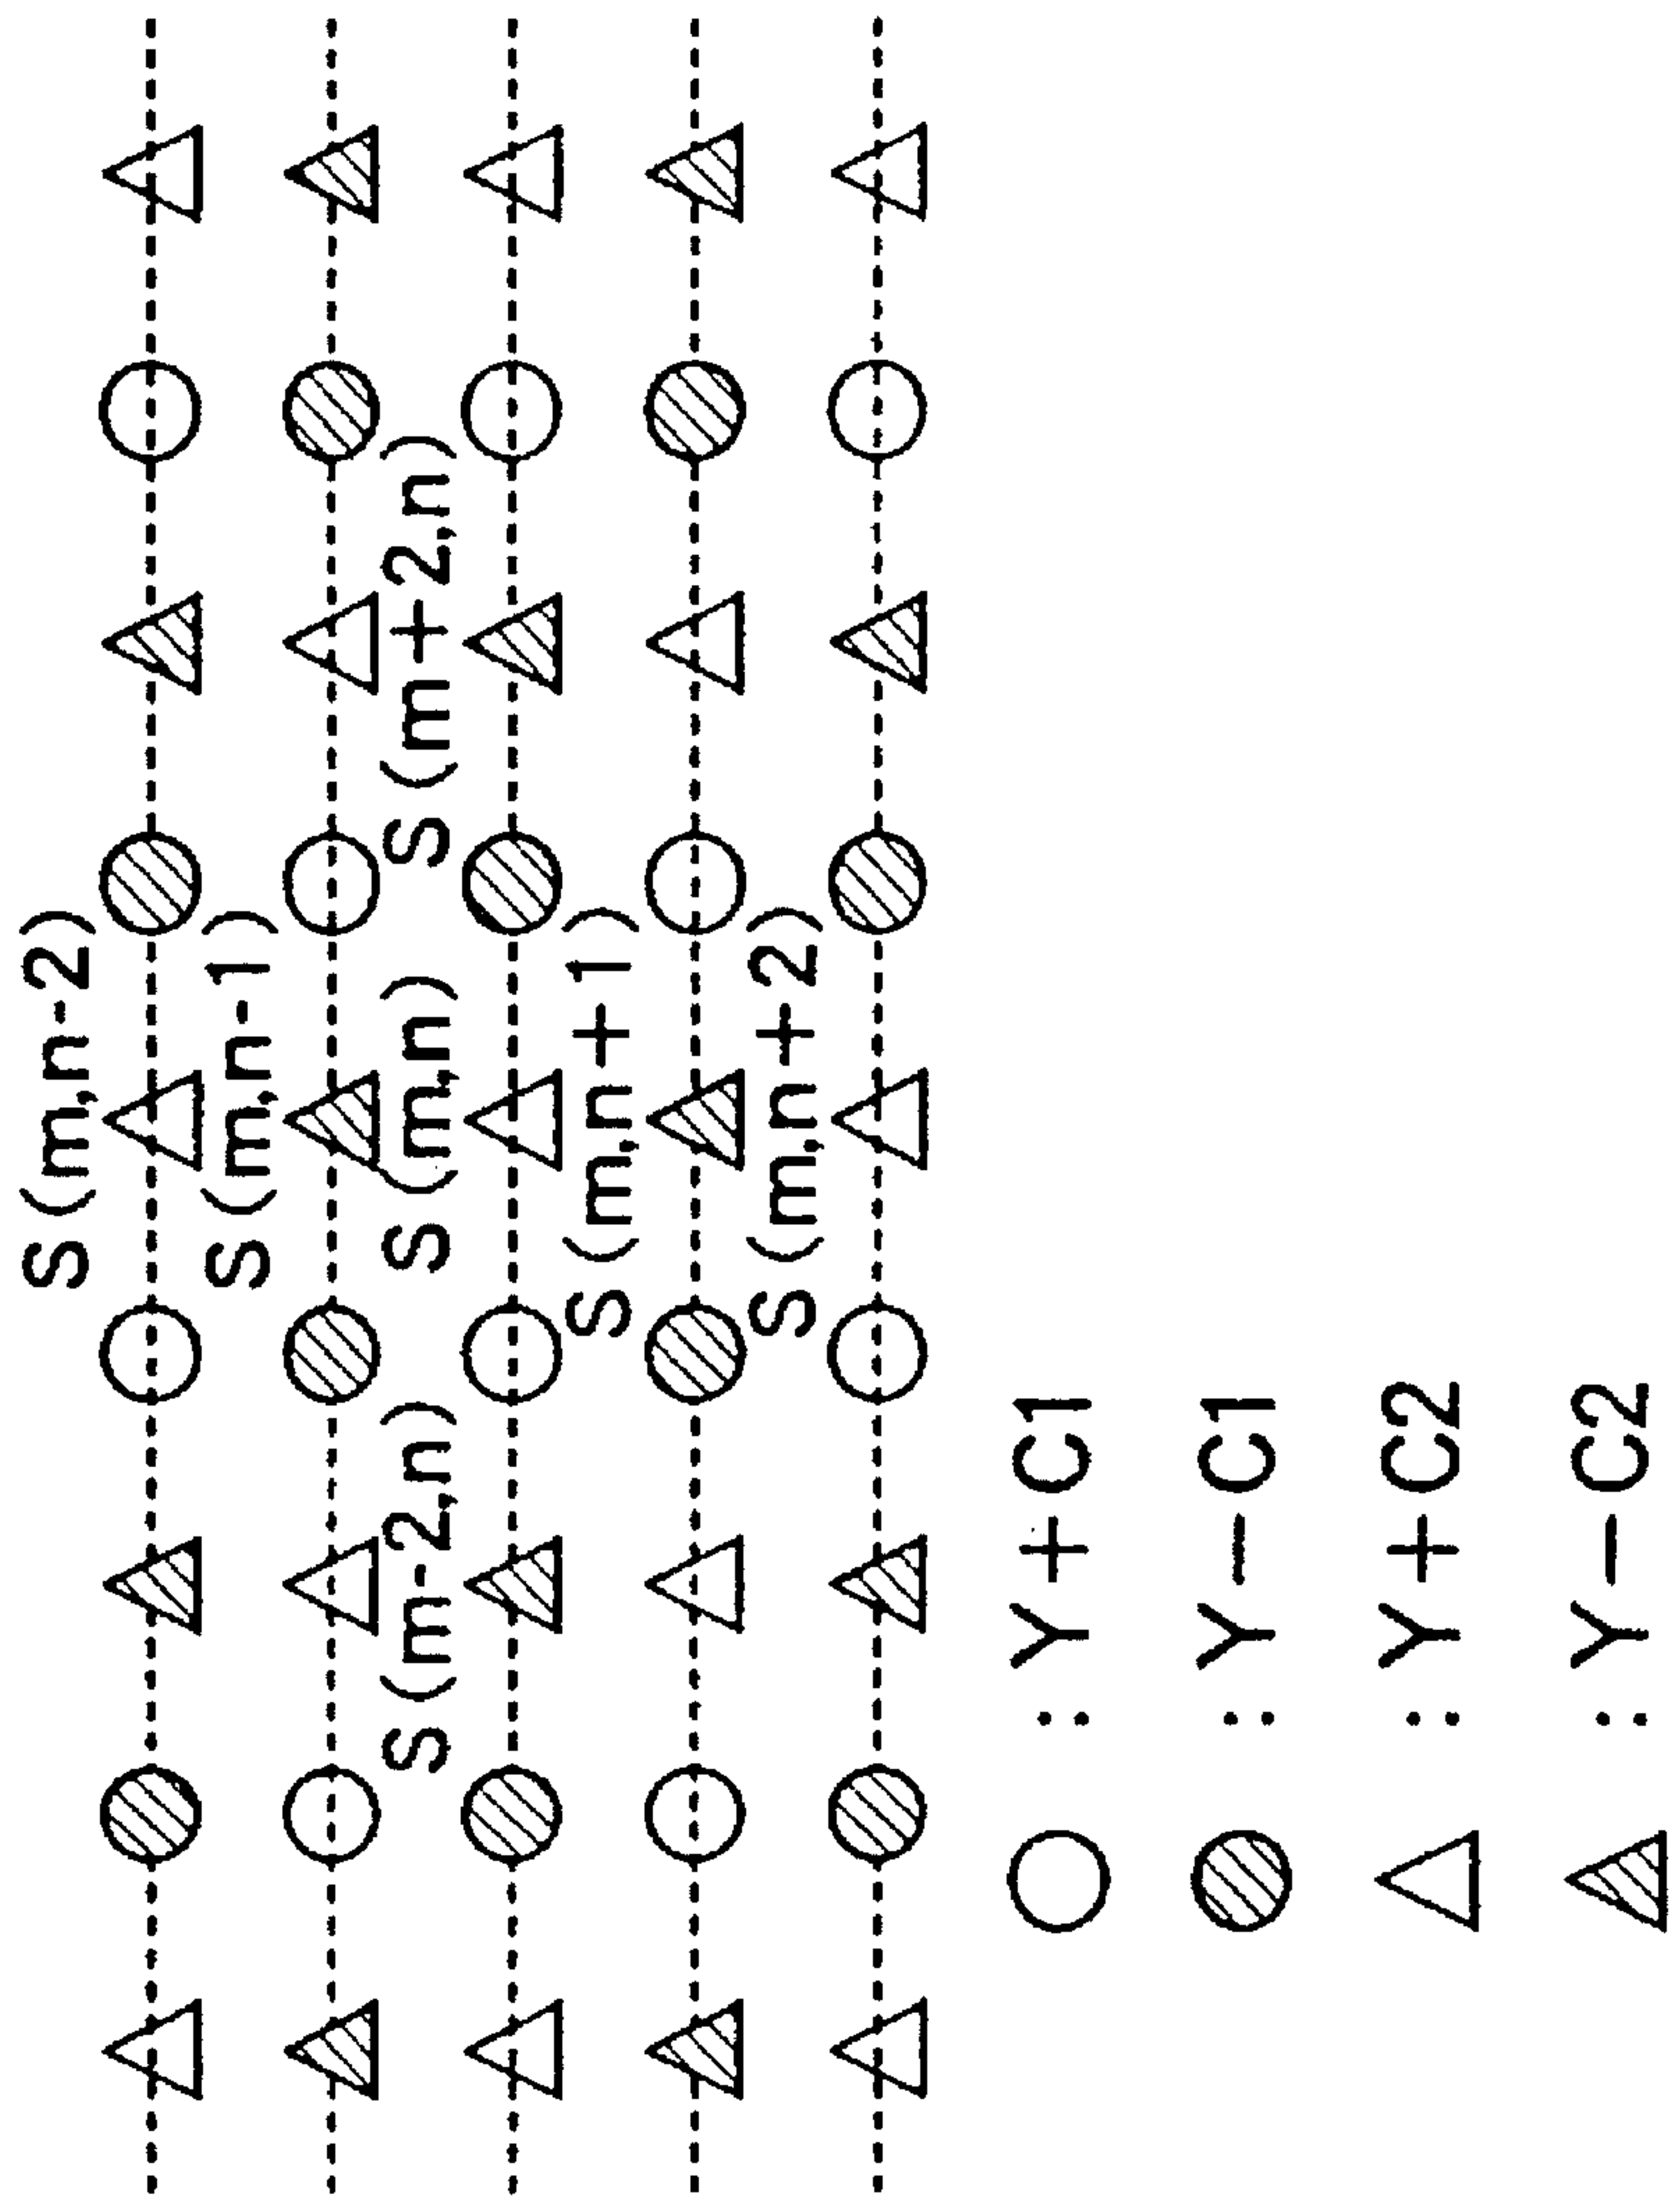 S(m,n-2)
S(m,n-1)
S(m-2,n) S(m,n) S(m+2,n)
S(m,n+1)
S(m,n+2)
: Y+C1
: Y−C1
: Y+C2
: Y−C2